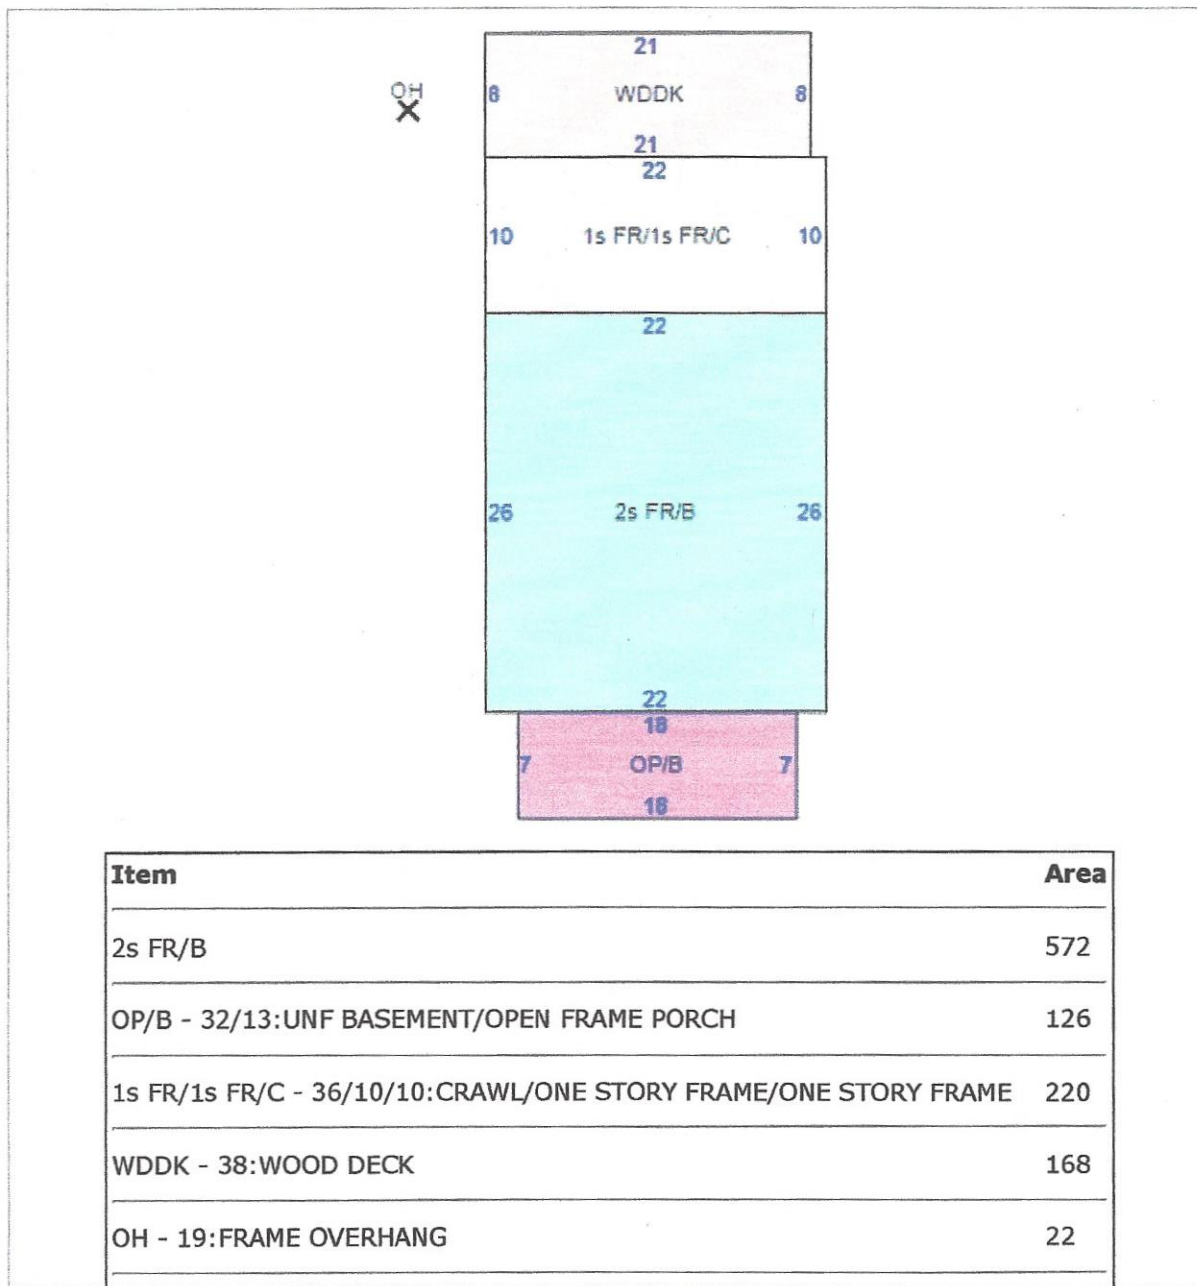 21
OH
8 WDDK 8
21
22
10 1s FR/1s FR/C 10
22
26 2s FR/B 26
22
18
7 OP/B 7
18
Item Area
2s FR/B 572
OP/B - 32/13:UNF BASEMENT/OPEN FRAME PORCH 126
1s FR/1s FR/C - 36/10/10:CRAWL/ONE STORY FRAME/ONE STORY FRAME 220
WDDK - 38:WOOD DECK 168
OH - 19:FRAME OVERHANG 22